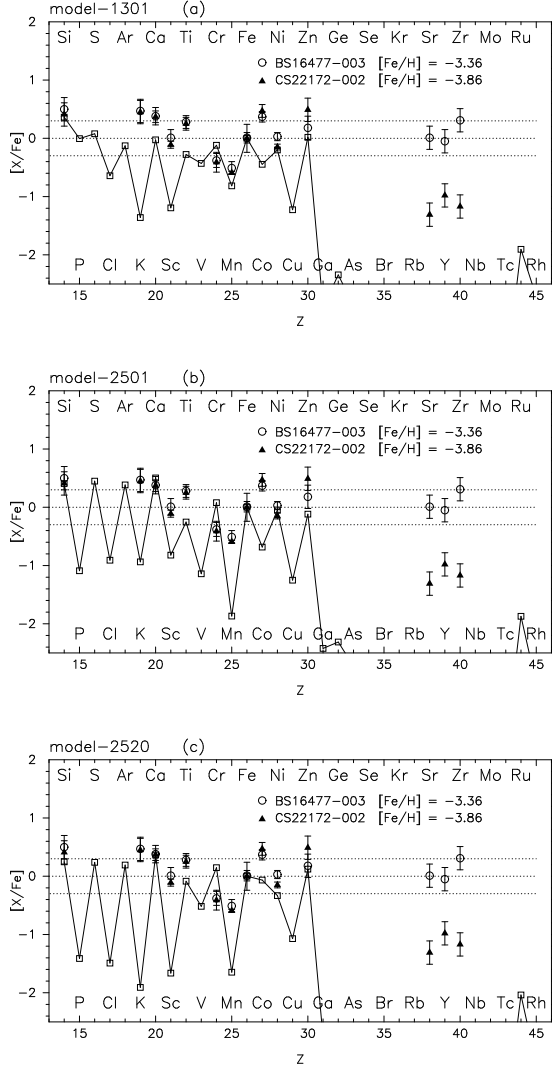 model-1301 (a)
2
Si S Ar Ca Ti Cr Fe Ni Zn Ge Se Kr Sr Zr Mo Ru
BS16477-003 [Fe/H] = -3.36
CS22172-002 [Fe/H] = -3.86
1
0
[X/Fe]
-1
-2
P Cl K Sc V Mn Co Cu Ga As Br Rb Y Nb Tc Rh
15 20 25 30 35 40 45
Z
model-2501 (b)
2
Si S Ar Ca Ti Cr Fe Ni Zn Ge Se Kr Sr Zr Mo Ru
BS16477-003 [Fe/H] = -3.36
CS22172-002 [Fe/H] = -3.86
1
0
[X/Fe]
-1
-2
P Cl K Sc V Mn Co Cu Ga As Br Rb Y Nb Tc Rh
15 20 25 30 35 40 45
Z
model-2520 (c)
2
Si S Ar Ca Ti Cr Fe Ni Zn Ge Se Kr Sr Zr Mo Ru
BS16477-003 [Fe/H] = -3.36
CS22172-002 [Fe/H] = -3.86
1
0
[X/Fe]
-1
-2
P Cl K Sc V Mn Co Cu Ga As Br Rb Y Nb Tc Rh
15 20 25 30 35 40 45
Z